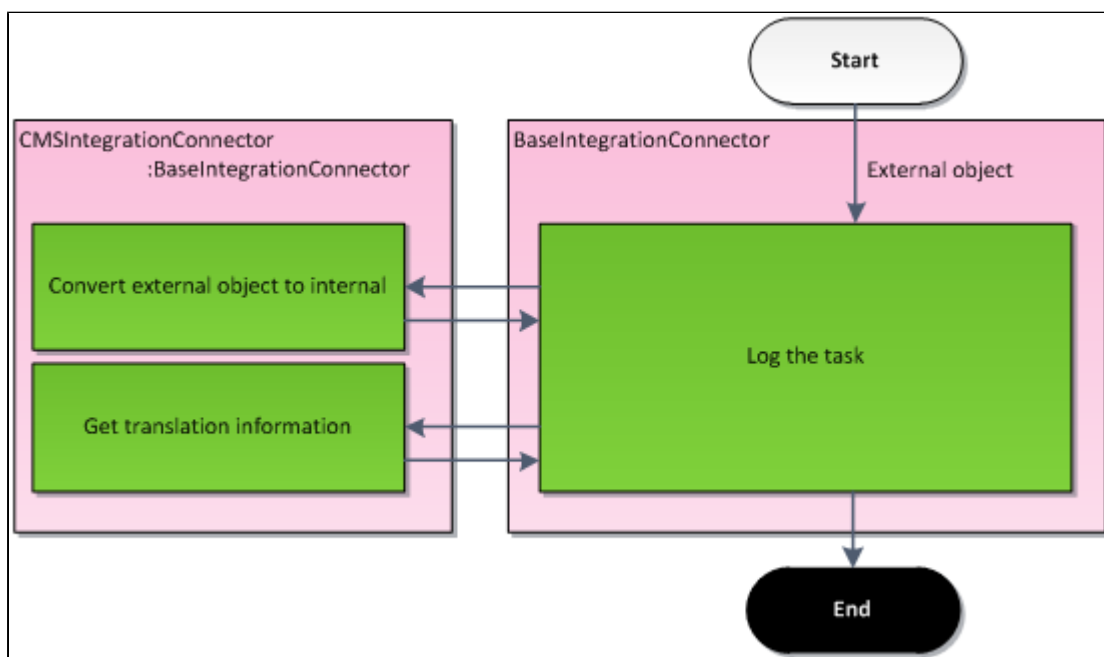 Start
CMSIntegrationConnector
:BaseIntegrationConnector
BaseIntegrationConnector
External object
Convert external object to internal
Log the task
Get translation information
End